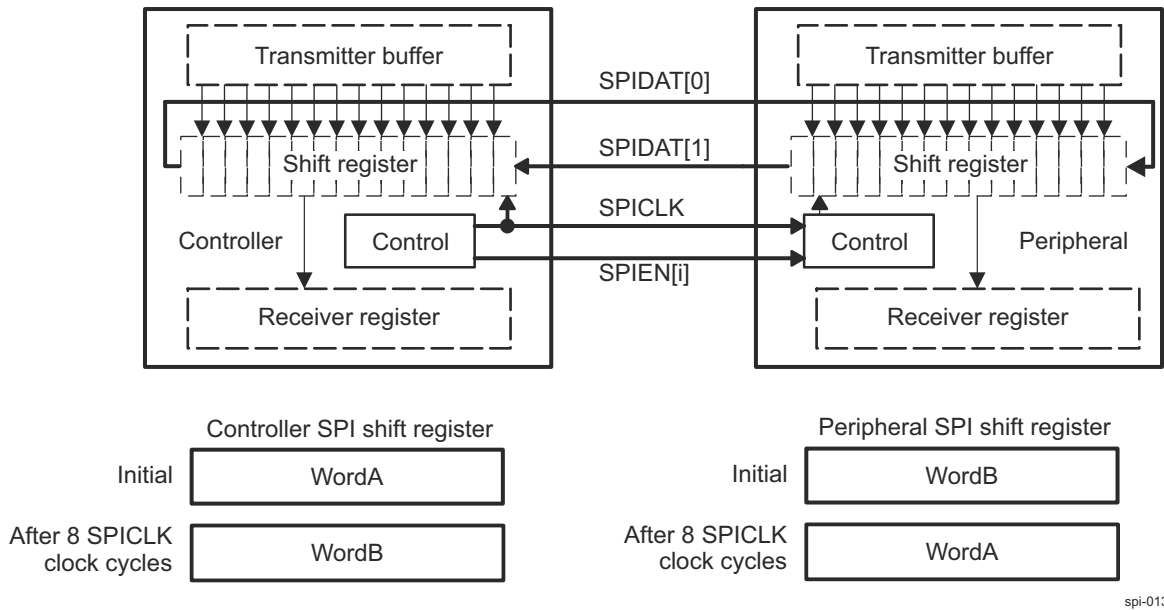 Transmitter buffer
Transmitter buffer
SPIDAT[0]
Shift register
SPIDAT[1]
Shift register
SPICLK
Controller
Control
Control
Peripheral
SPIEN[i]
Receiver register
Receiver register
Controller SPI shift register
Peripheral SPI shift register
Initial
WordA
Initial
WordB
After 8 SPICLK
clock cycles
WordB
After 8 SPICLK
clock cycles
WordA
spi-013